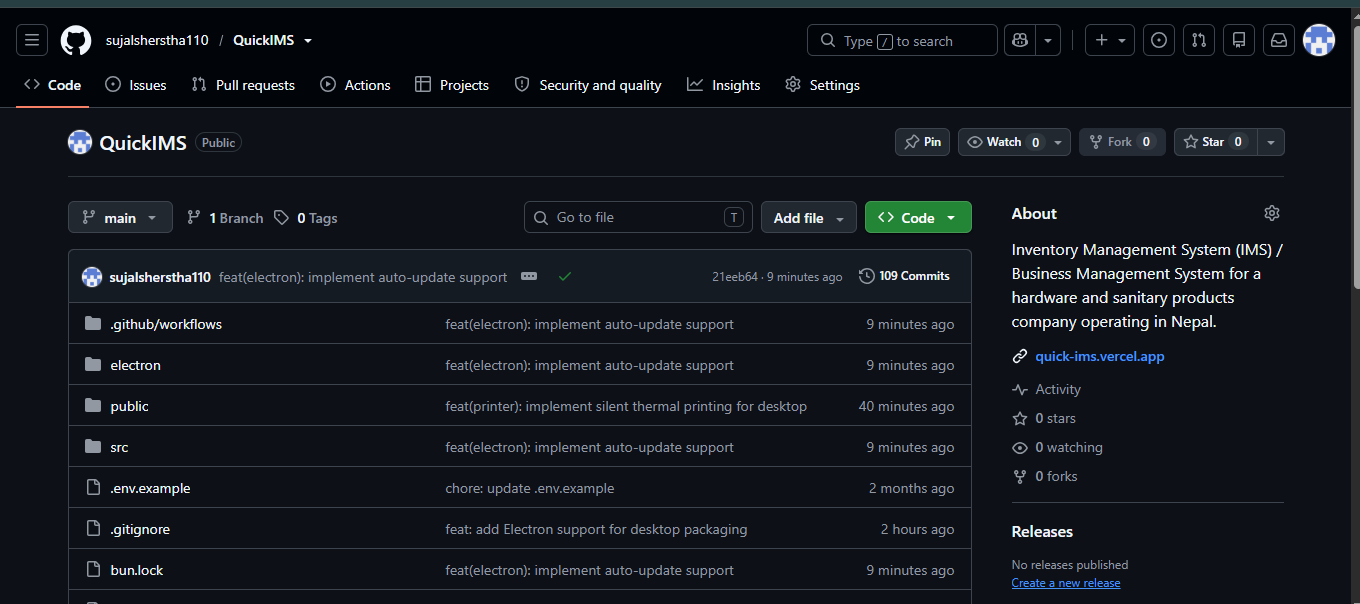 sujalsherstha110 / QuickIMS
Type / to search
Code Issues Pull requests Actions Projects Security and quality Insights Settings
QuickIMS Public
Pin Watch 0 Fork 0 Star 0
main 1 Branch 0 Tags
Go to file T Add file Code
sujalsherstha110 feat(electron): implement auto-update support 21eeb64 · 9 minutes ago 109 Commits
.github/workflows feat(electron): implement auto-update support 9 minutes ago
electron feat(electron): implement auto-update support 9 minutes ago
public feat(printer): implement silent thermal printing for desktop 40 minutes ago
src feat(electron): implement auto-update support 9 minutes ago
.env.example chore: update .env.example 2 months ago
.gitignore feat: add Electron support for desktop packaging 2 hours ago
bun.lock feat(electron): implement auto-update support 9 minutes ago
About
Inventory Management System (IMS) /
Business Management System for a
hardware and sanitary products
company operating in Nepal.
quick-ims.vercel.app
Activity
0 stars
0 watching
0 forks
Releases
No releases published
Create a new release